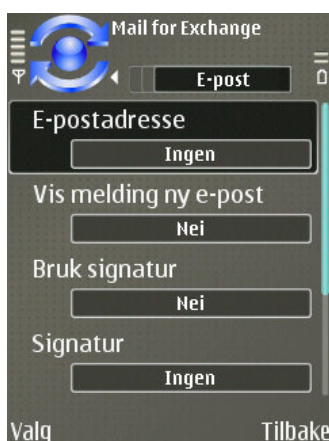 Mail for Exchange
E-post
E-postadresse
Ingen
Vis melding ny e-post
Nei
Bruk signatur
Nei
Signatur
Ingen
Valg Tilbake